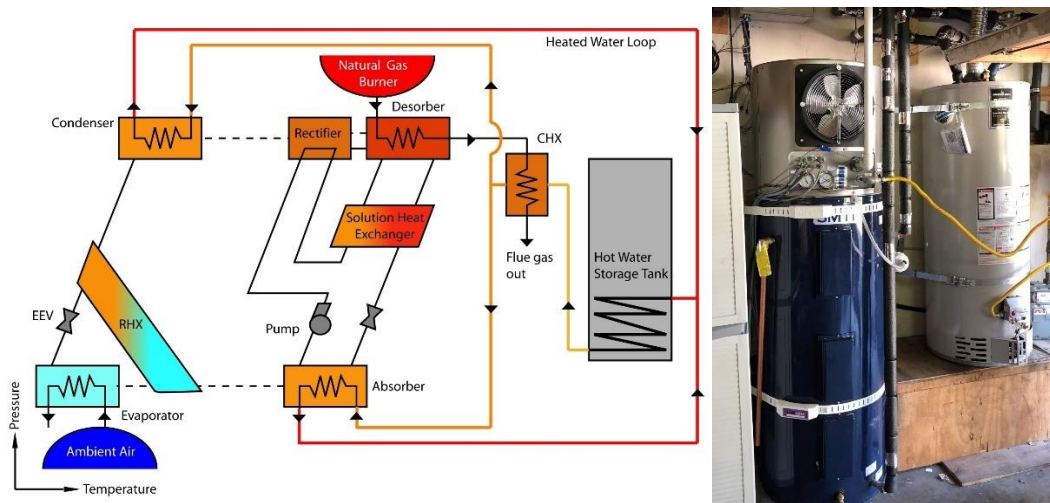 Heated Water Loop
Natural Gas
Burner
Desorber
Condenser
Rectifier
CHX
Solution Heat
Exchanger
Flue gas
out
Hot Water
Storage Tank
EEV
RHX
Pump
Absorber
Evaporator
Ambient Air
Pressure
Temperature